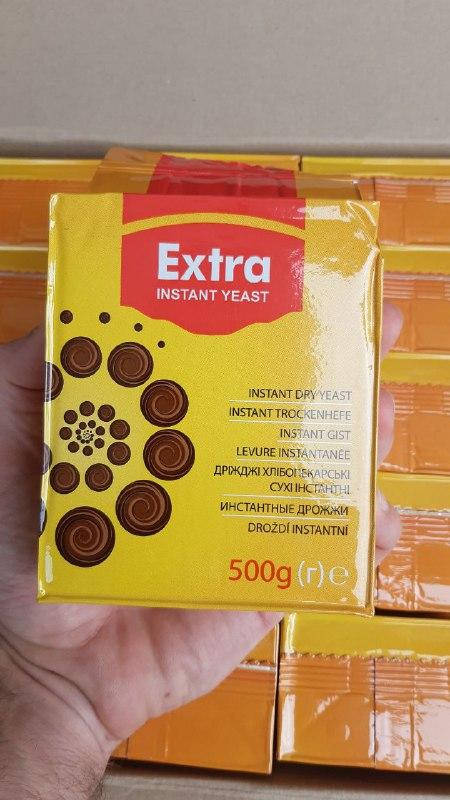 Extra
INSTANT YEAST
INSTANT DRY YEAST
INSTANT TROCKENHEFE
INSTANT GIST
LEVURE INSTANTANÉE
ДРІЖДЖІ ХЛІБОПЕКАРСЬКІ
СУХІ ІНСТАНТНІ
ИНСТАНТНЫЕ ДРОЖЖИ
DROŽDÍ INSTANTNÍ
500g (г) ℮